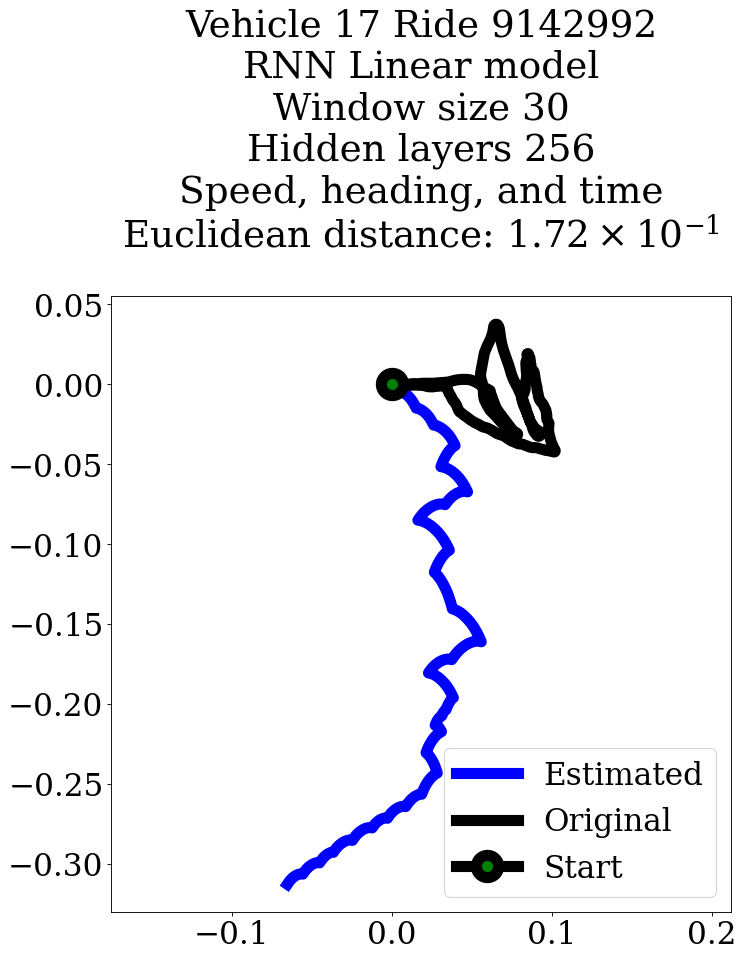 Vehicle 17 Ride 9142992
RNN Linear model
Window size 30
Hidden layers 256
Speed, heading, and time
Euclidean distance: 1.72 × 10⁻¹
0.05
0.00
−0.05
−0.10
−0.15
−0.20
−0.25
−0.30
Estimated
Original
Start
−0.1
0.0
0.1
0.2